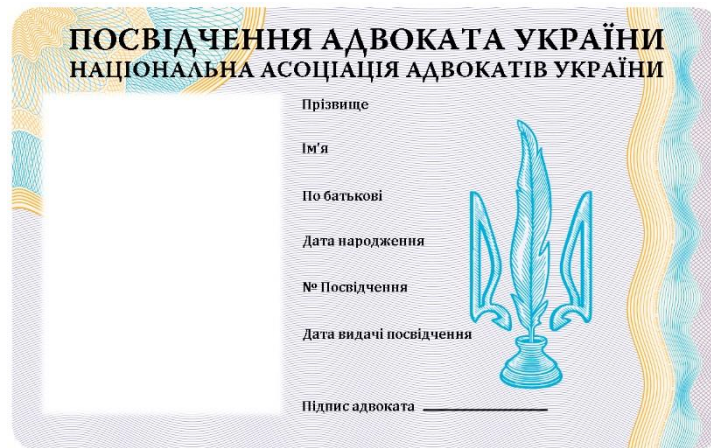 ПОСВІДЧЕННЯ АДВОКАТА УКРАЇНИ
НАЦІОНАЛЬНА АСОЦІАЦІЯ АДВОКАТІВ УКРАЇНИ
Прізвище
Ім'я
По батькові
Дата народження
№ Посвідчення
Дата видачі посвідчення
Підпис адвоката